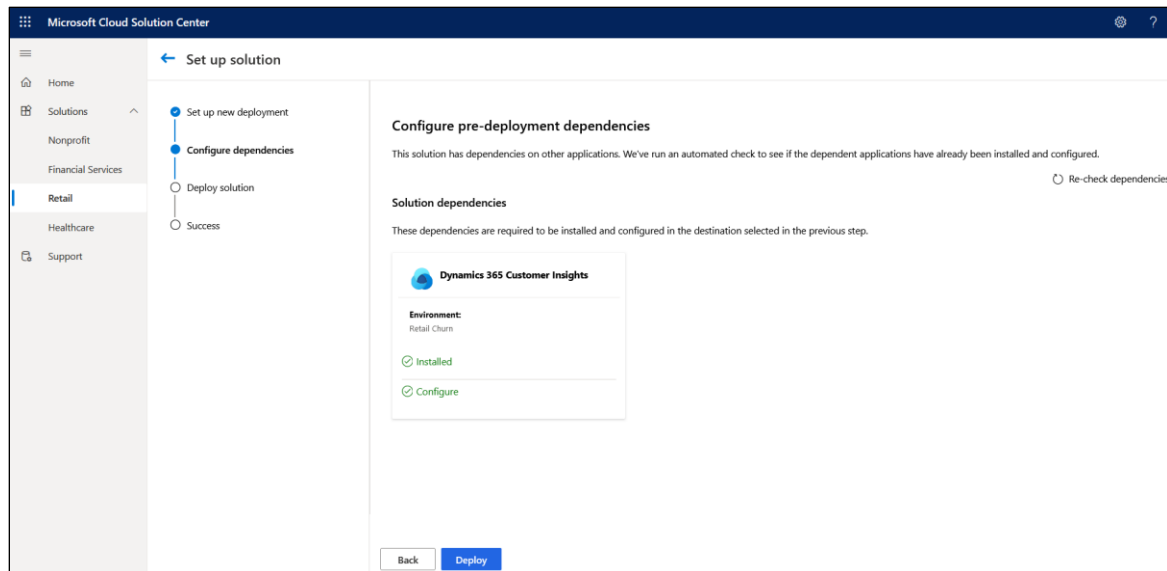 Microsoft Cloud Solution Center
?
Home
Solutions
Nonprofit
Financial Services
Retail
Healthcare
Support
Set up solution
Set up new deployment
Configure dependencies
Deploy solution
Success
Configure pre-deployment dependencies
This solution has dependencies on other applications. We've run an automated check to see if the dependent applications have already been installed and configured.
Re-check dependencies
Solution dependencies
These dependencies are required to be installed and configured in the destination selected in the previous step.
Dynamics 365 Customer Insights
Environment:
Retail Churn
Installed
Configure
Back
Deploy